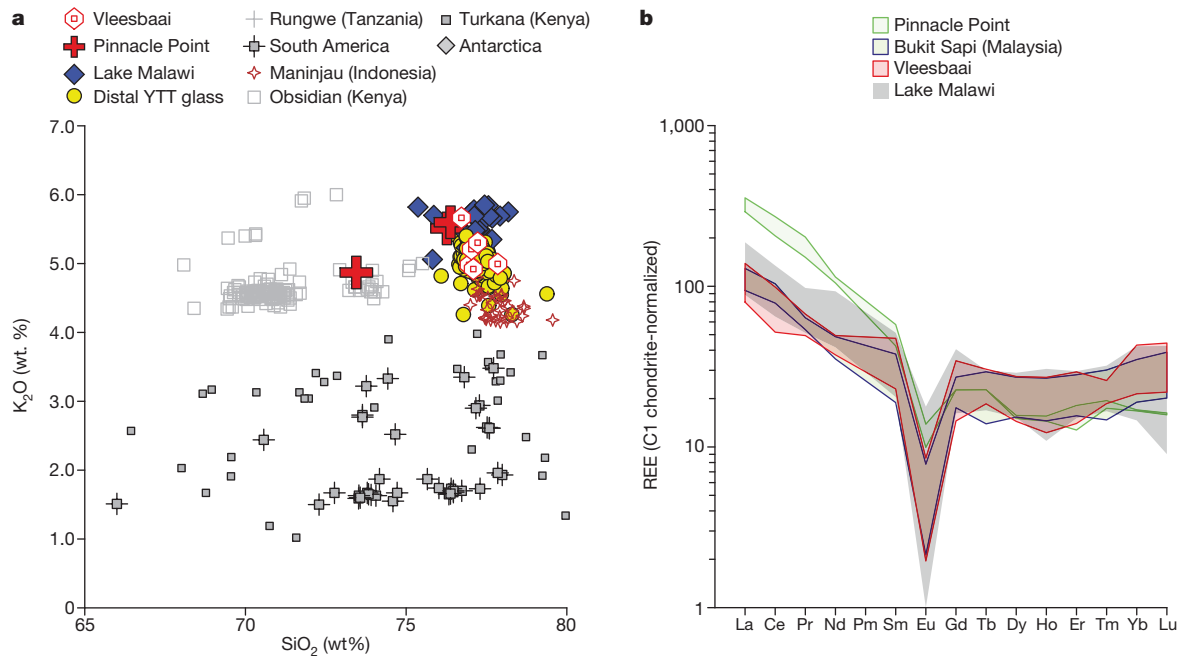 a
Vleesbaai
Rungwe (Tanzania)
Turkana (Kenya)
Pinnacle Point
South America
Antarctica
Lake Malawi
Maninjau (Indonesia)
Distal YTT glass
Obsidian (Kenya)
7.0
6.0
5.0
4.0
3.0
2.0
1.0
0
K2O (wt. %)
65
70
75
80
SiO2 (wt%)
b
Pinnacle Point
Bukit Sapi (Malaysia)
Vleesbaai
Lake Malawi
1,000
100
10
1
REE (C1 chondrite-normalized)
La Ce Pr Nd Pm Sm Eu Gd Tb Dy Ho Er Tm Yb Lu